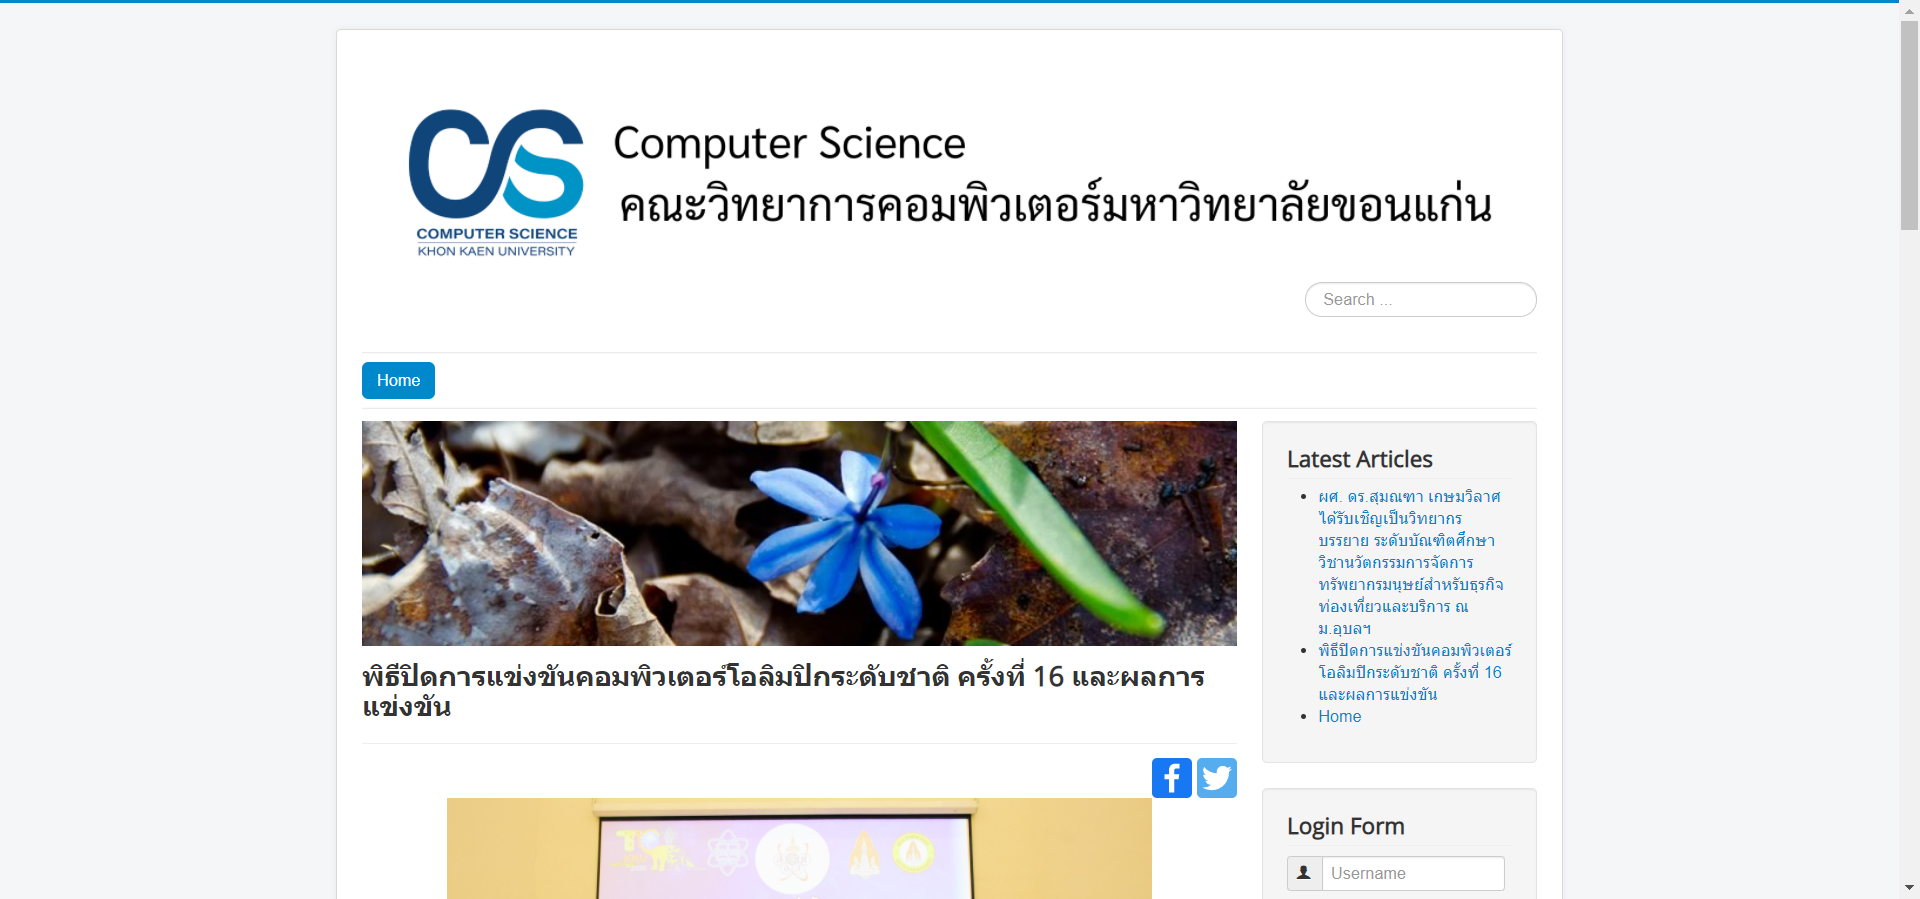 Computer Science
คณะวิทยาการคอมพิวเตอร์มหาวิทยาลัยขอนแก่น
CS
COMPUTER SCIENCE
KHON KAEN UNIVERSITY
Search ...
Home
พิธีปิดการแข่งขันคอมพิวเตอร์โอลิมปิกระดับชาติ ครั้งที่ 16 และผลการ
แข่งขัน
Latest Articles
ผศ. ดร.สุมณฑา เกษมวิลาศ
ได้รับเชิญเป็นวิทยากร
บรรยาย ระดับบัณฑิตศึกษา
วิชานวัตกรรมการจัดการ
ทรัพยากรมนุษย์สำหรับธุรกิจ
ท่องเที่ยวและบริการ ณ
ม.อุบลฯ
พิธีปิดการแข่งขันคอมพิวเตอร์
โอลิมปิกระดับชาติ ครั้งที่ 16
และผลการแข่งขัน
Home
Login Form
Username